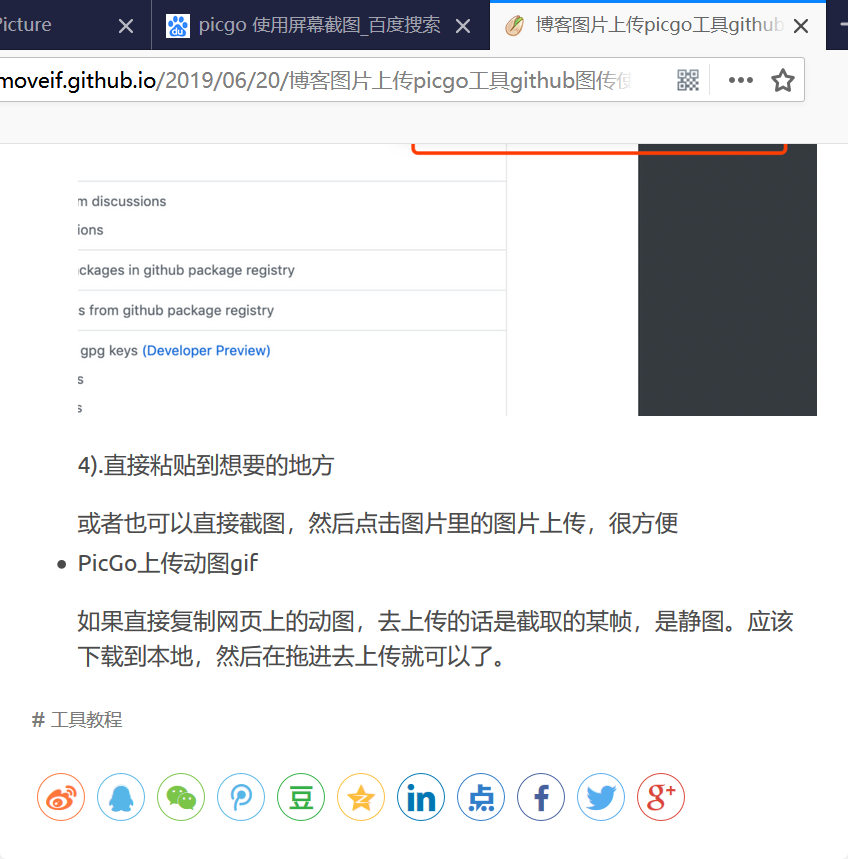 Picture
picgo 使用屏幕截图_百度搜索
博客图片上传picgo工具github
moveif.github.io/2019/06/20/博客图片上传picgo工具github图传使
m discussions
ions
ckages in github package registry
s from github package registry
gpg keys (Developer Preview)
s
s
4).直接粘贴到想要的地方
或者也可以直接截图，然后点击图片里的图片上传，很方便
PicGo上传动图gif
如果直接复制网页上的动图，去上传的话是截取的某帧，是静图。应该
下载到本地，然后在拖进去上传就可以了。
# 工具教程
豆
in
点
f
g+